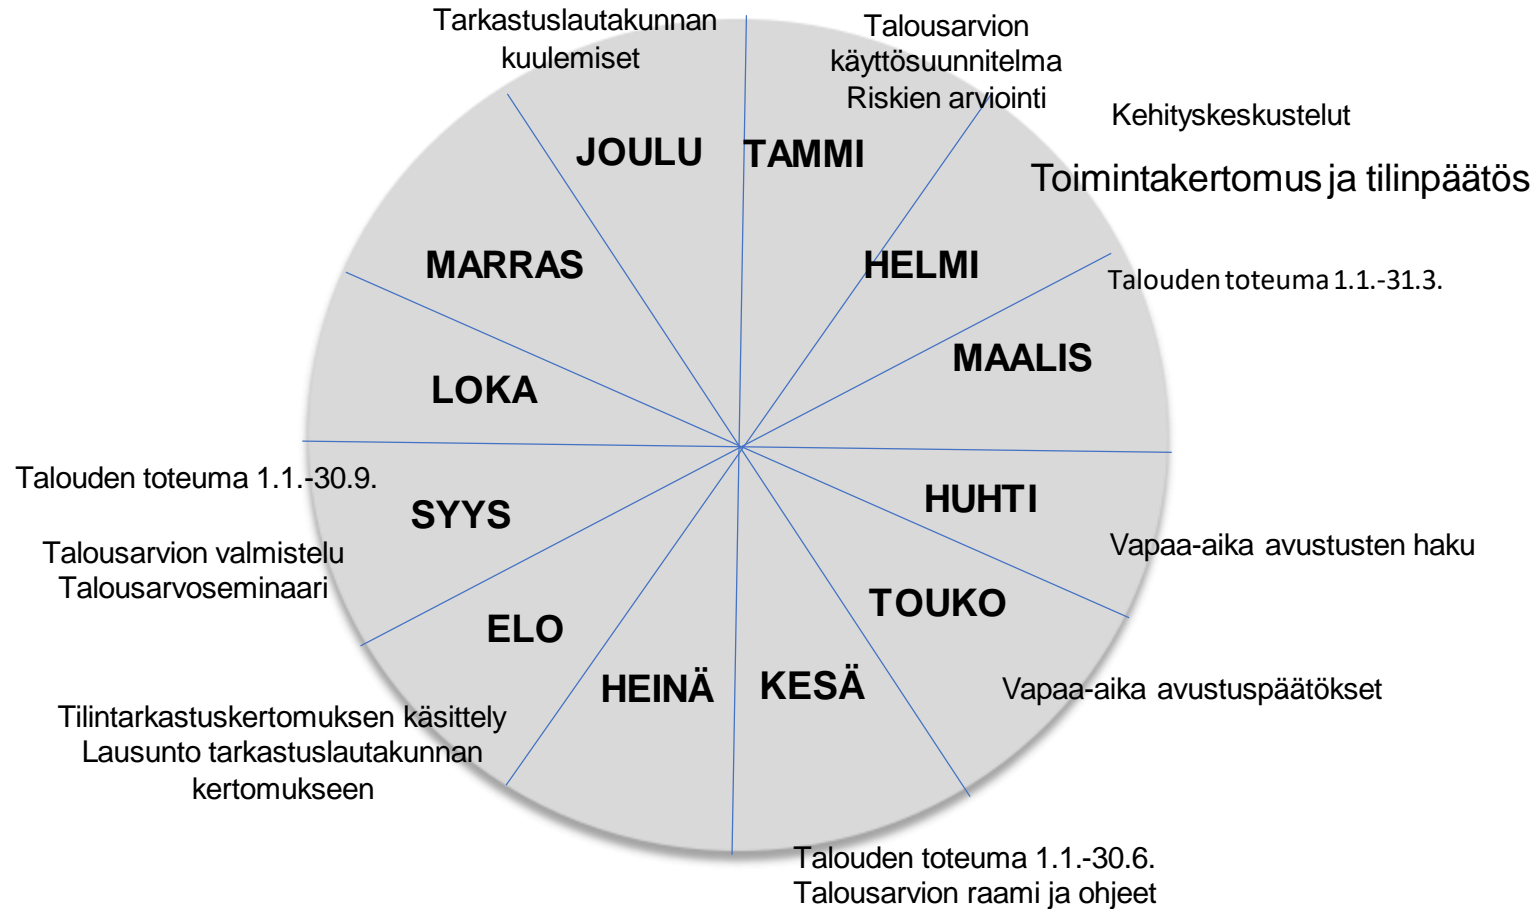 Tarkastuslautakunnan
kuulemiset
Talousarvion
käyttösuunnitelma
Riskien arviointi
Kehityskeskustelut
Toimintakertomus ja tilinpäätös
JOULU
TAMMI
HELMI
Talouden toteuma 1.1.-31.3.
MARRAS
MAALIS
LOKA
Talouden toteuma 1.1.-30.9.
SYYS
HUHTI
Talousarvion valmistelu
Talousarvoseminaari
Vapaa-aika avustusten haku
ELO
TOUKO
HEINÄ
KESÄ
Vapaa-aika avustuspäätökset
Tilintarkastuskertomuksen käsittely
Lausunto tarkastuslautakunnan
kertomukseen
Talouden toteuma 1.1.-30.6.
Talousarvion raami ja ohjeet